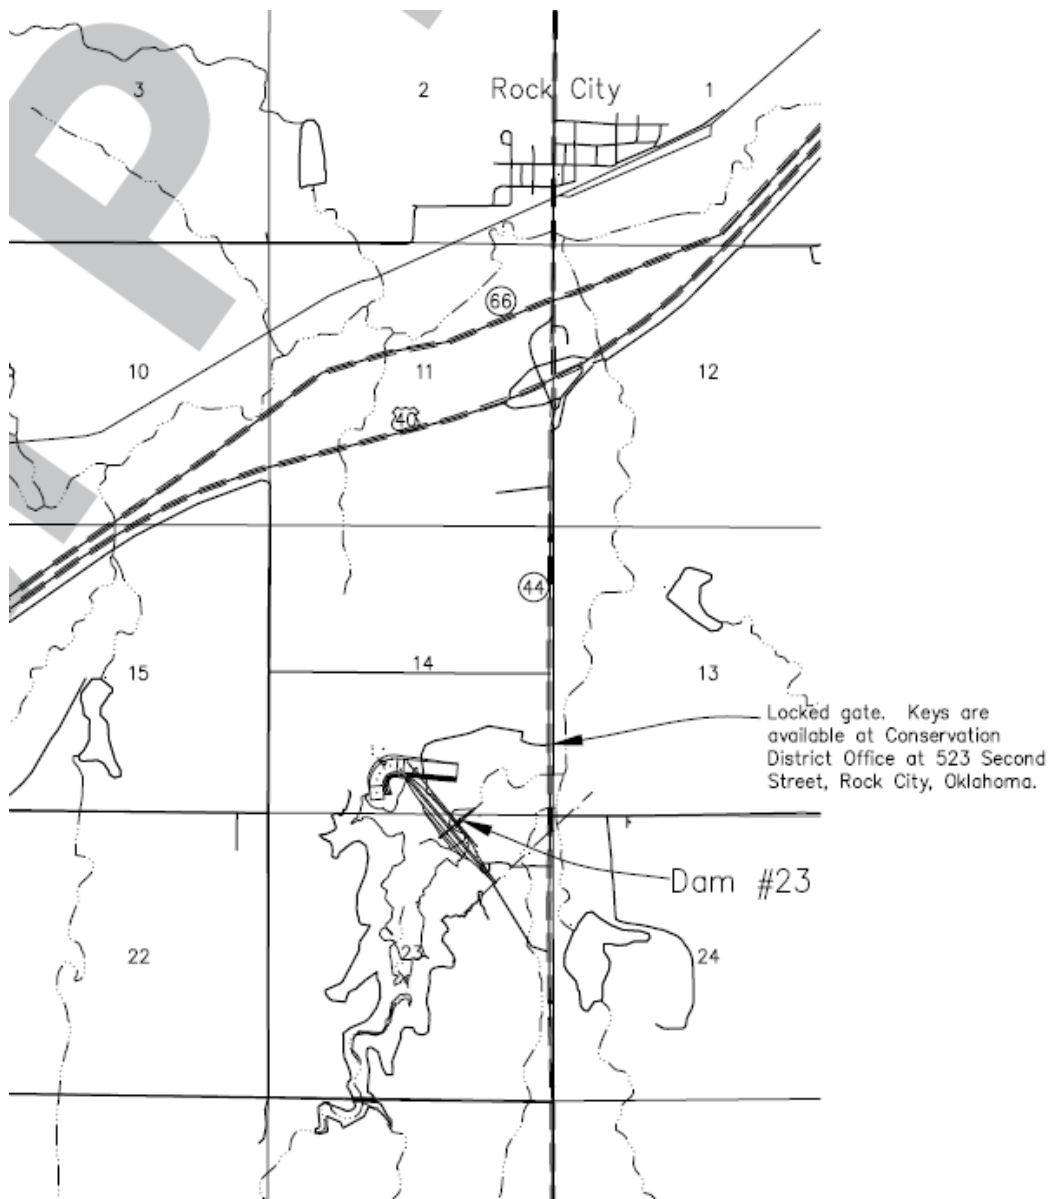 3
2
Rock City
1
66
10
11
12
40
44
14
15
13
Locked gate. Keys are
available at Conservation
District Office at 523 Second
Street, Rock City, Oklahoma.
Dam #23
22
23
24